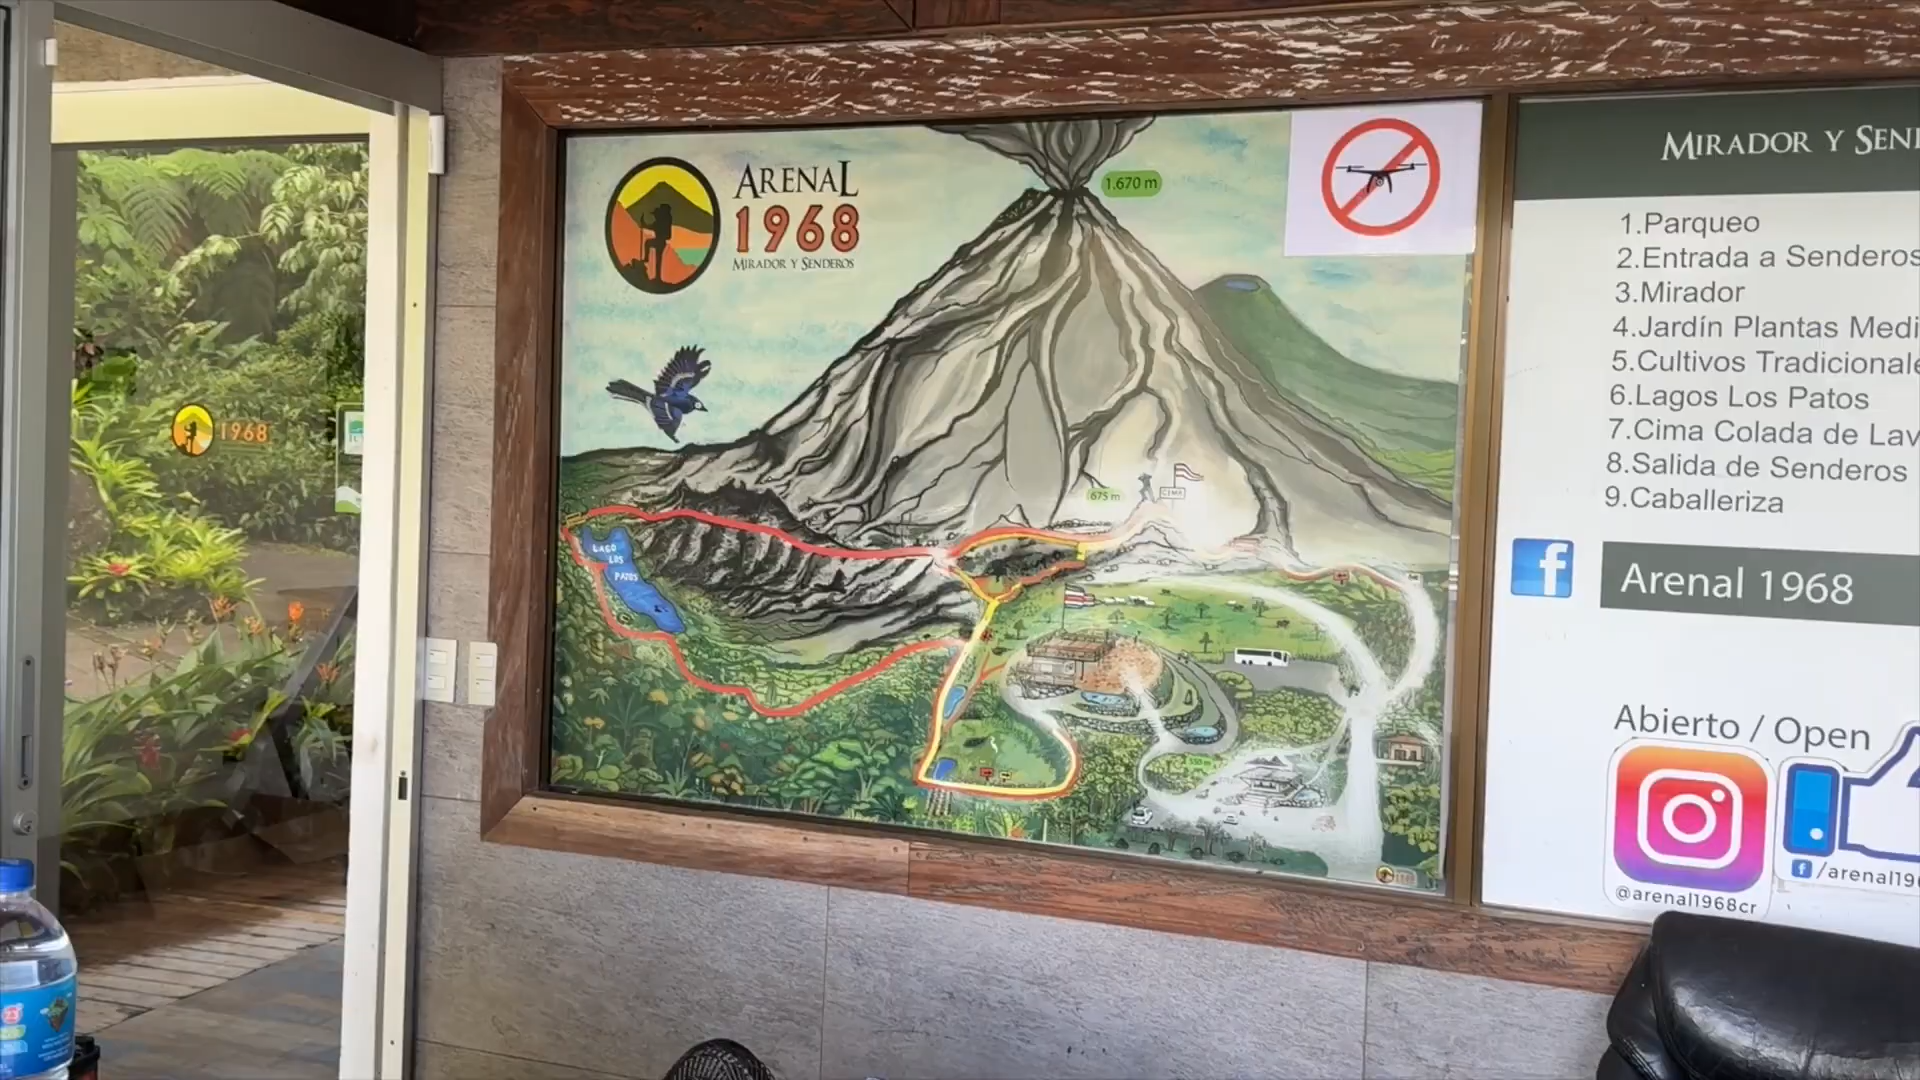 ARENAL
1968
MIRADOR Y SENDEROS
1.670 m
675 m
CIMA
LAGO
LOS
PATOS
550 m
1968
MIRADOR Y SEN
1.Parqueo
2.Entrada a Senderos
3.Mirador
4.Jardín Plantas Medi
5.Cultivos Tradicionale
6.Lagos Los Patos
7.Cima Colada de Lav
8.Salida de Senderos
9.Caballeriza
f
Arenal 1968
Abierto / Open
@arenal1968cr
f /arenal19